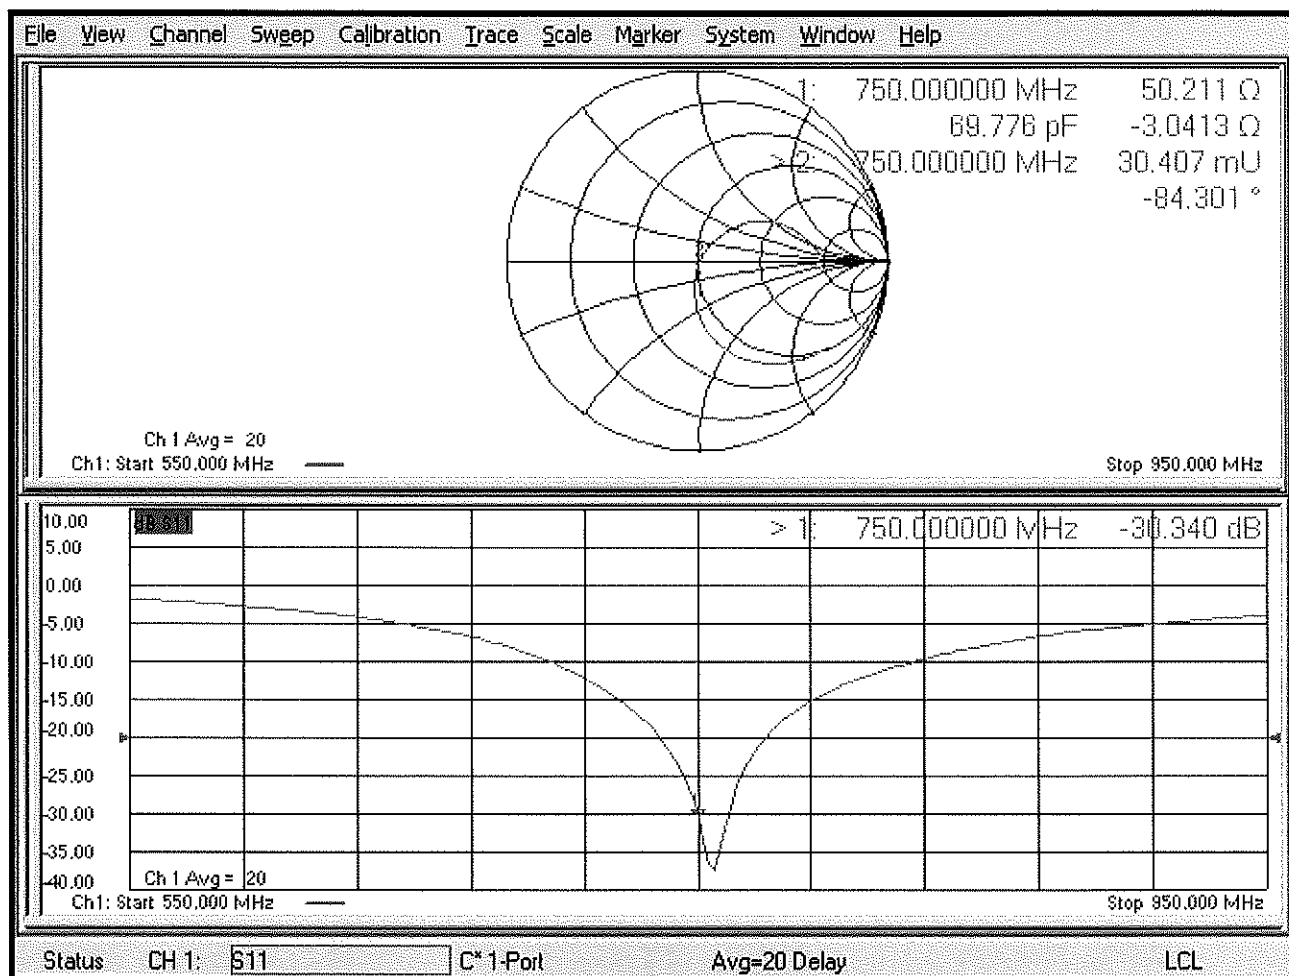 File View Channel Sweep Calibration Trace Scale Marker System Window Help
1: 750.000000 MHz 50.211 Ω
69.776 pF -3.0413 Ω
> 2: 750.000000 MHz 30.407 mU
-84.301 °
Ch 1 Avg = 20
Ch1: Start 550.000 MHz Stop 950.000 MHz
10.00 dB S11 > 1: 750.000000 MHz -30.340 dB
5.00
0.00
-5.00
-10.00
-15.00
-20.00
-25.00
-30.00
-35.00
-40.00 Ch 1 Avg = 20
Ch1: Start 550.000 MHz Stop 950.000 MHz
Status CH 1: S11 C* 1-Port Avg=20 Delay LCL